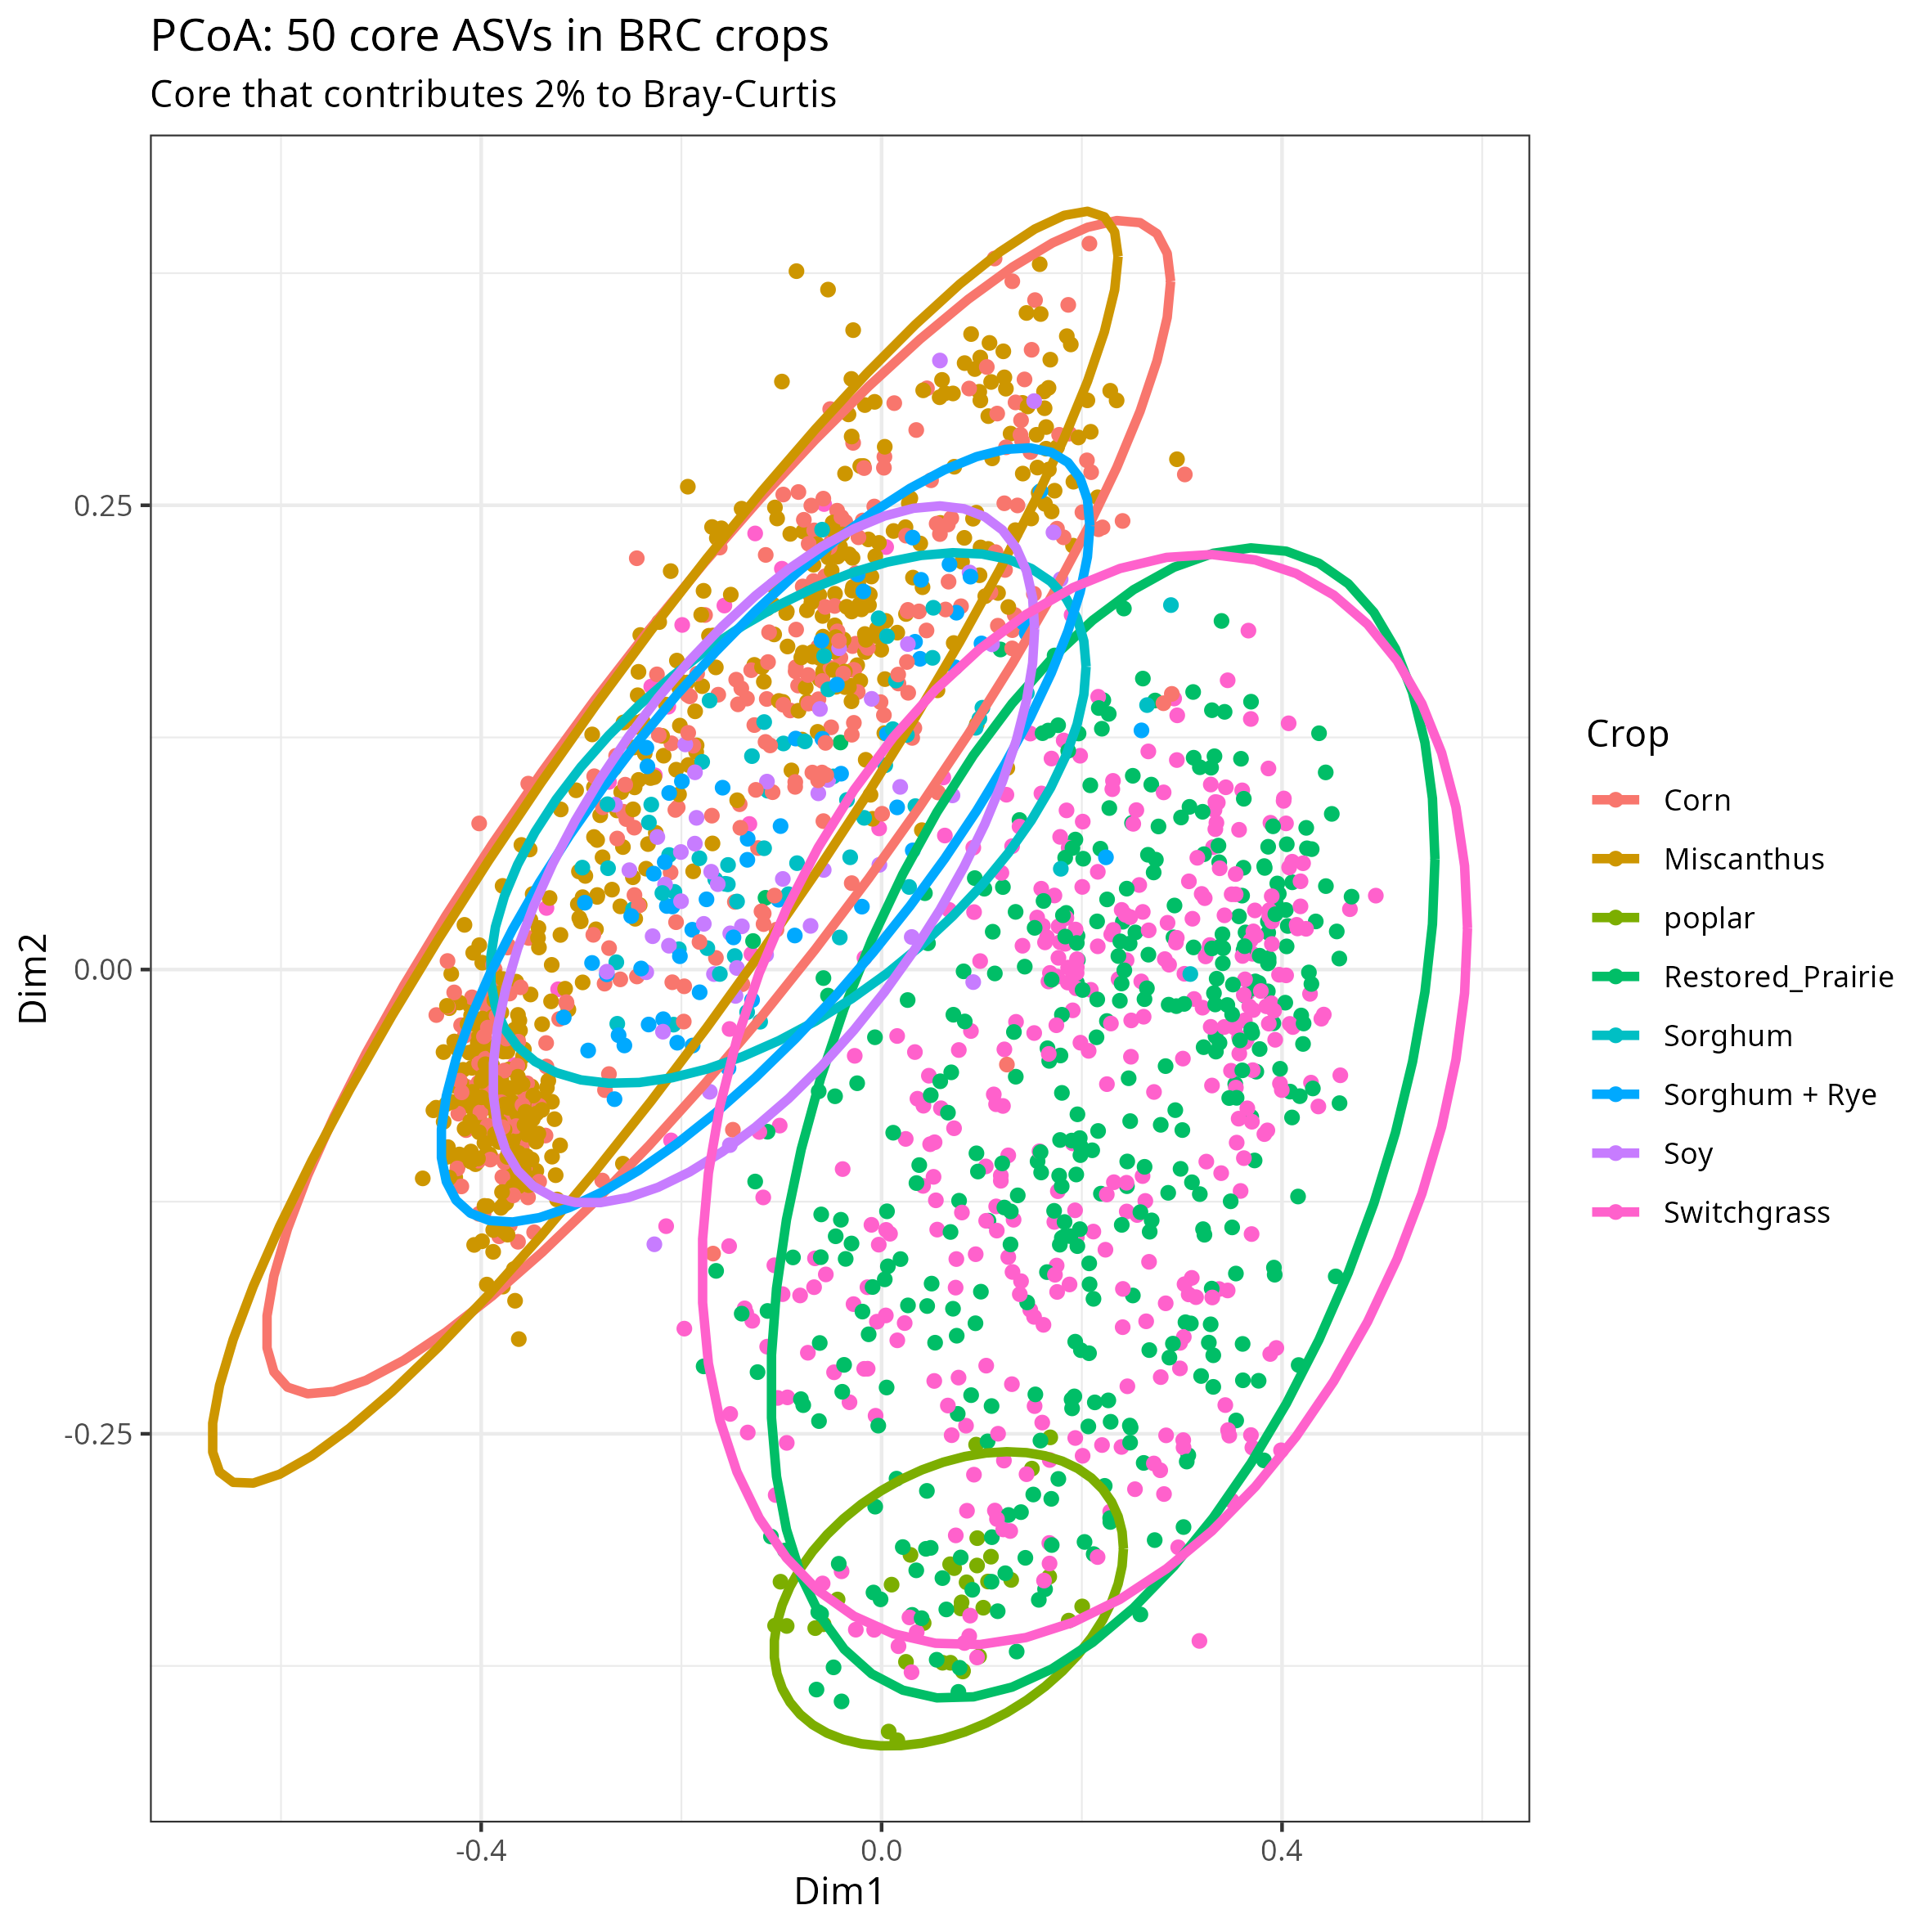 PCoA: 50 core ASVs in BRC crops
Core that contributes 2% to Bray-Curtis
0.25
0.00
-0.25
Dim2
-0.4
0.0
0.4
Dim1
Crop
Corn
Miscanthus
poplar
Restored_Prairie
Sorghum
Sorghum + Rye
Soy
Switchgrass